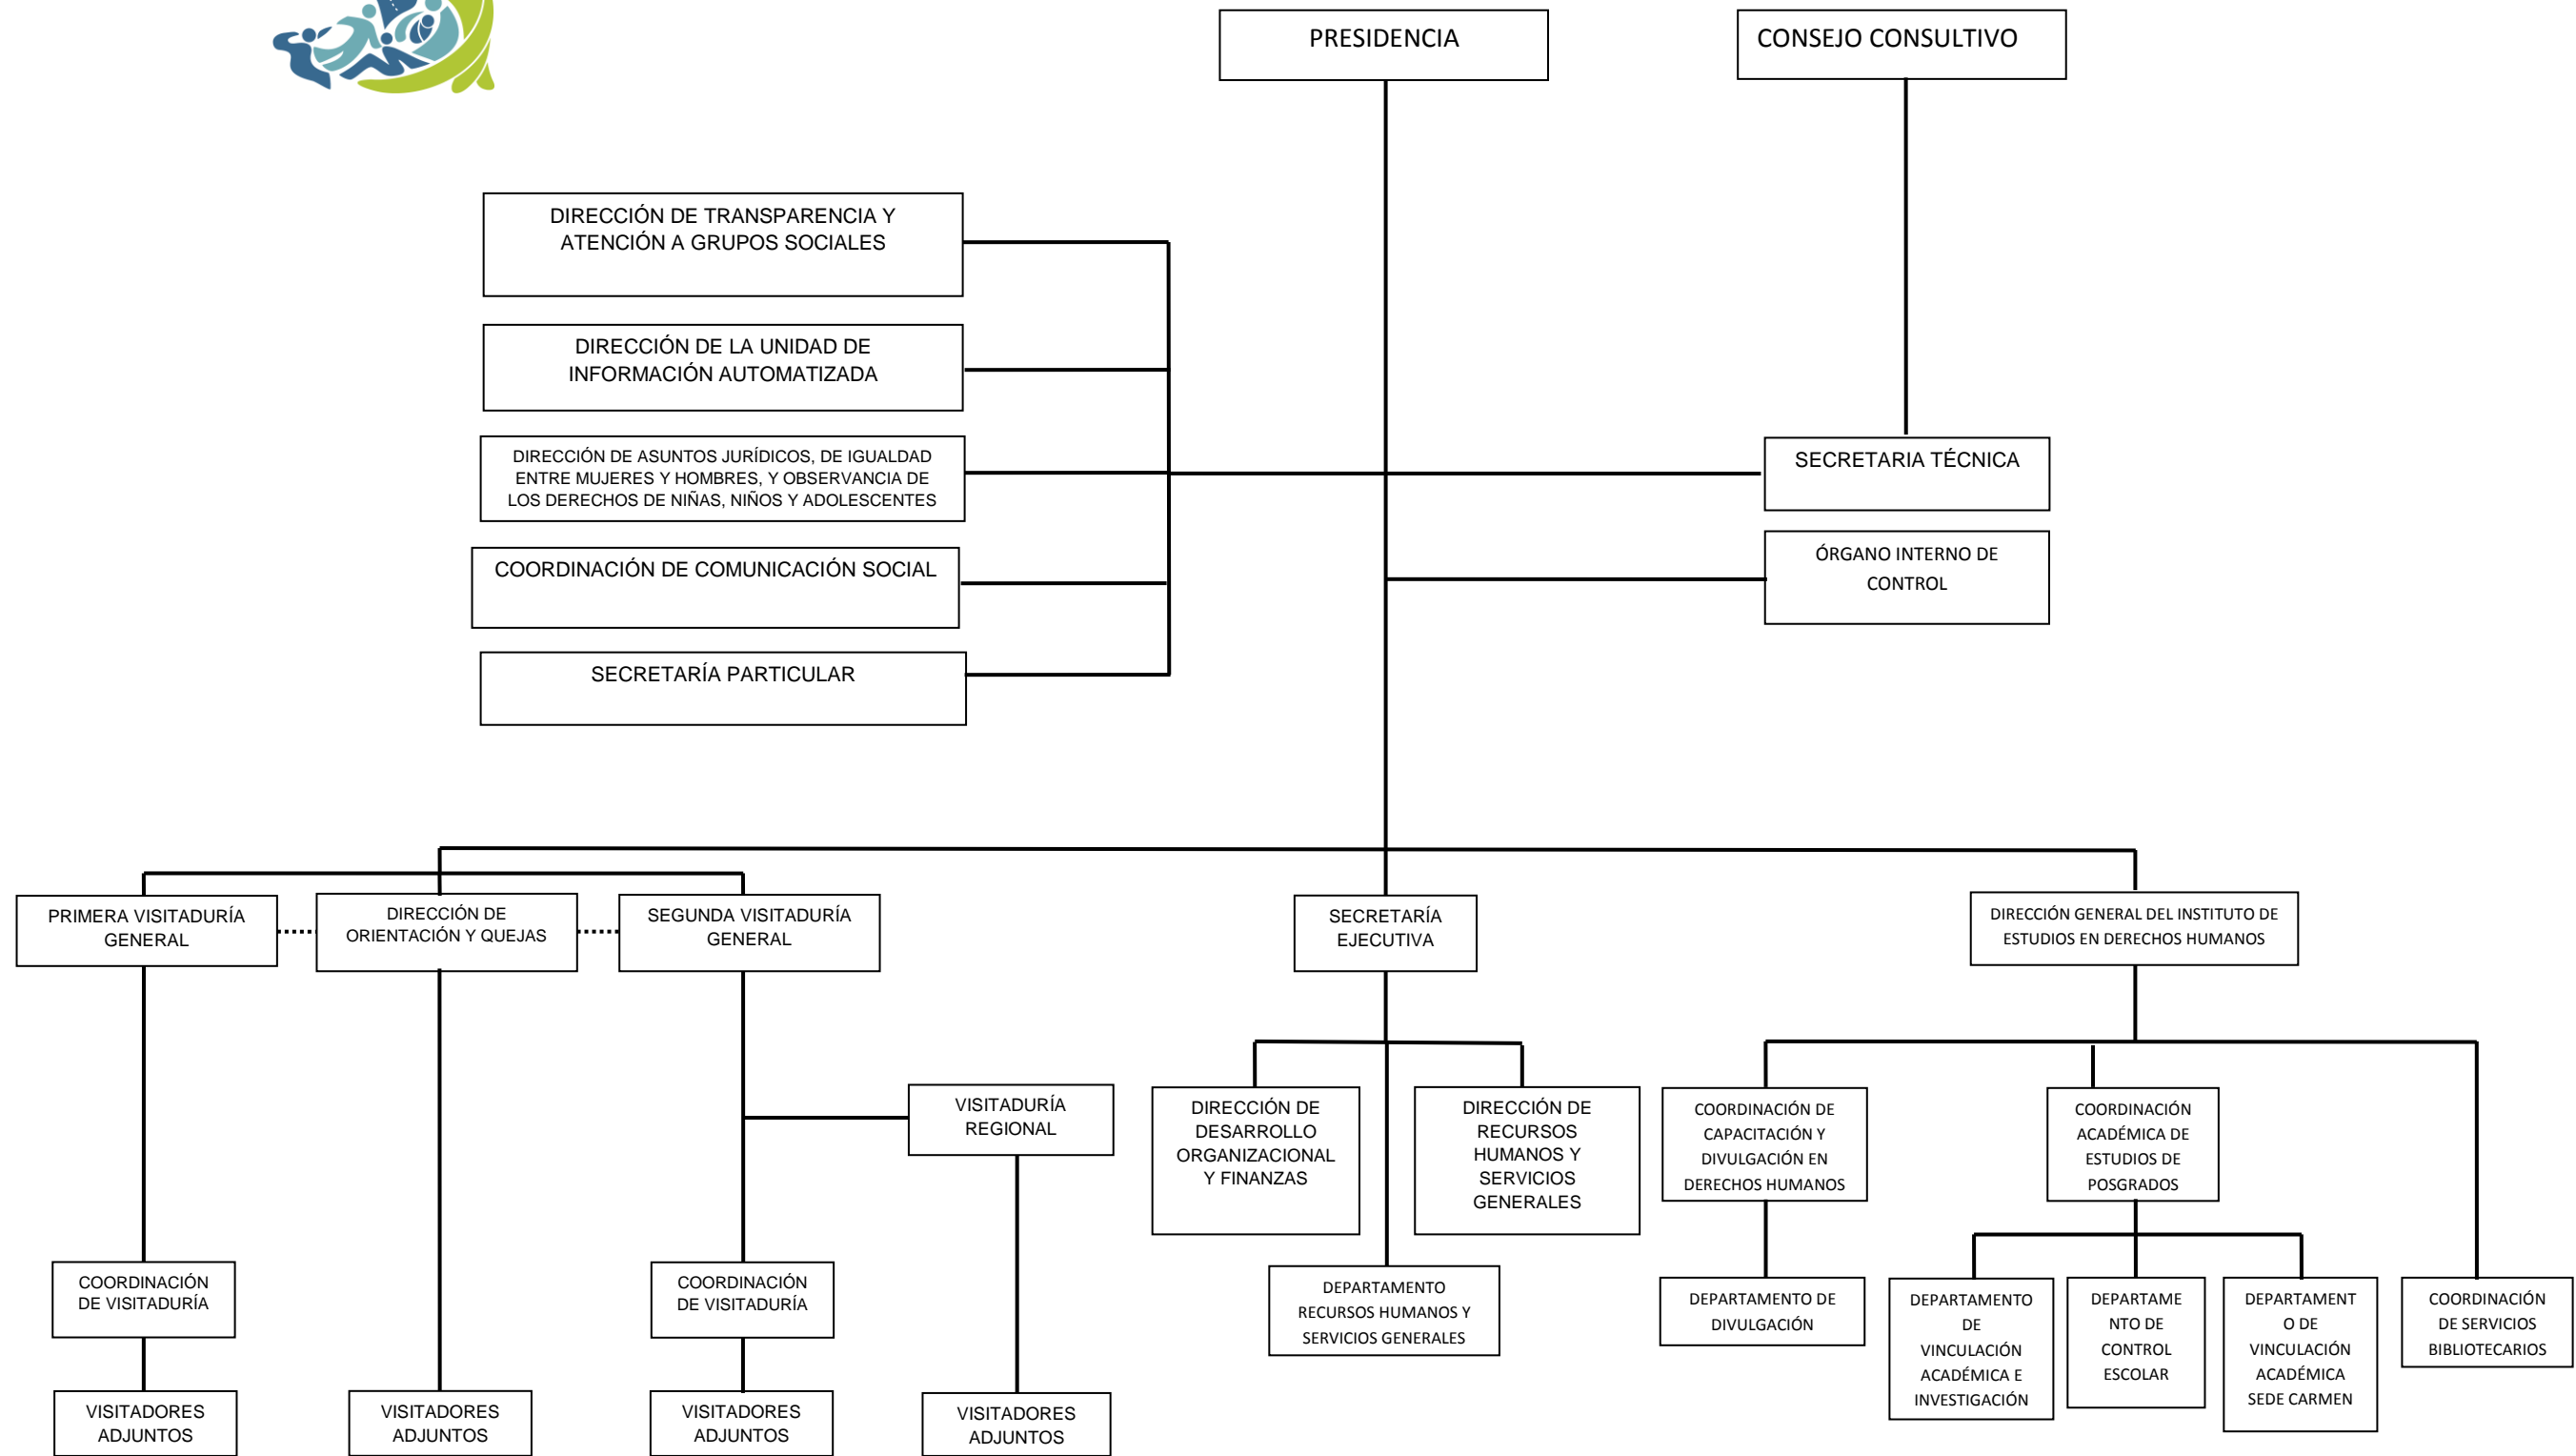 PRESIDENCIA
CONSEJO CONSULTIVO
DIRECCIÓN DE TRANSPARENCIA Y
ATENCIÓN A GRUPOS SOCIALES
DIRECCIÓN DE LA UNIDAD DE
INFORMACIÓN AUTOMATIZADA
DIRECCIÓN DE ASUNTOS JURÍDICOS, DE IGUALDAD
ENTRE MUJERES Y HOMBRES, Y OBSERVANCIA DE
LOS DERECHOS DE NIÑAS, NIÑOS Y ADOLESCENTES
SECRETARIA TÉCNICA
COORDINACIÓN DE COMUNICACIÓN SOCIAL
ÓRGANO INTERNO DE
CONTROL
SECRETARÍA PARTICULAR
PRIMERA VISITADURÍA
GENERAL
DIRECCIÓN DE
ORIENTACIÓN Y QUEJAS
SEGUNDA VISITADURÍA
GENERAL
SECRETARÍA
EJECUTIVA
DIRECCIÓN GENERAL DEL INSTITUTO DE
ESTUDIOS EN DERECHOS HUMANOS
VISITADURÍA
REGIONAL
DIRECCIÓN DE
DESARROLLO
ORGANIZACIONAL
Y FINANZAS
DIRECCIÓN DE
RECURSOS
HUMANOS Y
SERVICIOS
GENERALES
COORDINACIÓN DE
CAPACITACIÓN Y
DIVULGACIÓN EN
DERECHOS HUMANOS
COORDINACIÓN
ACADÉMICA DE
ESTUDIOS DE
POSGRADOS
COORDINACIÓN
DE VISITADURÍA
COORDINACIÓN
DE VISITADURÍA
DEPARTAMENTO
RECURSOS HUMANOS Y
SERVICIOS GENERALES
DEPARTAMENTO DE
DIVULGACIÓN
DEPARTAMENTO
DE
VINCULACIÓN
ACADÉMICA E
INVESTIGACIÓN
DEPARTAME
NTO DE
CONTROL
ESCOLAR
DEPARTAMENT
O DE
VINCULACIÓN
ACADÉMICA
SEDE CARMEN
COORDINACIÓN
DE SERVICIOS
BIBLIOTECARIOS
VISITADORES
ADJUNTOS
VISITADORES
ADJUNTOS
VISITADORES
ADJUNTOS
VISITADORES
ADJUNTOS